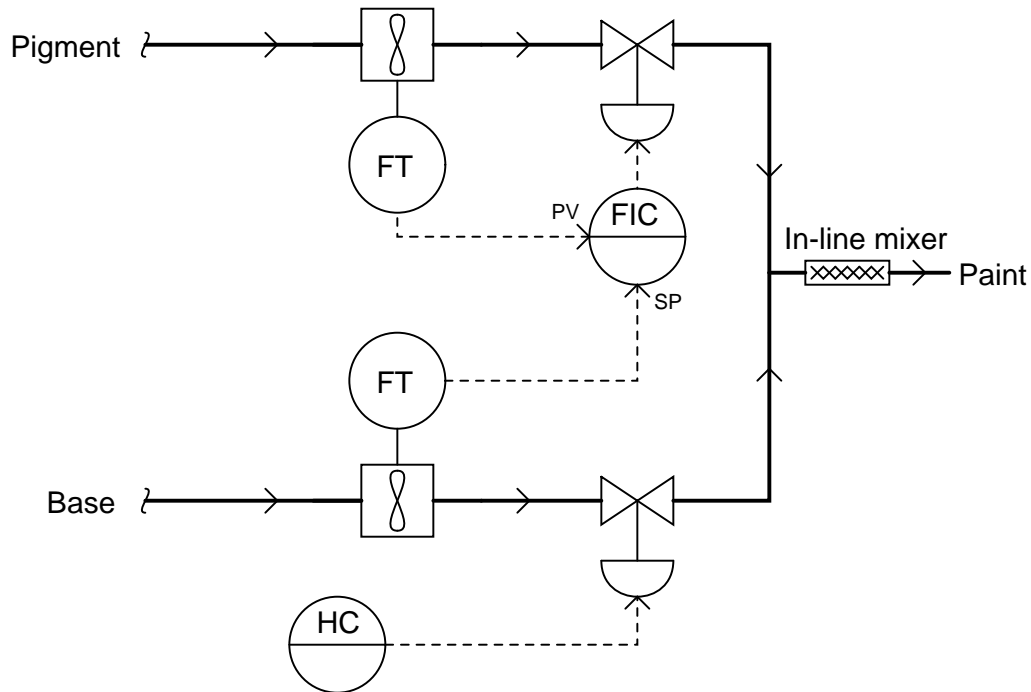 Pigment
FT
PV
FIC
In-line mixer
Paint
SP
FT
Base
HC